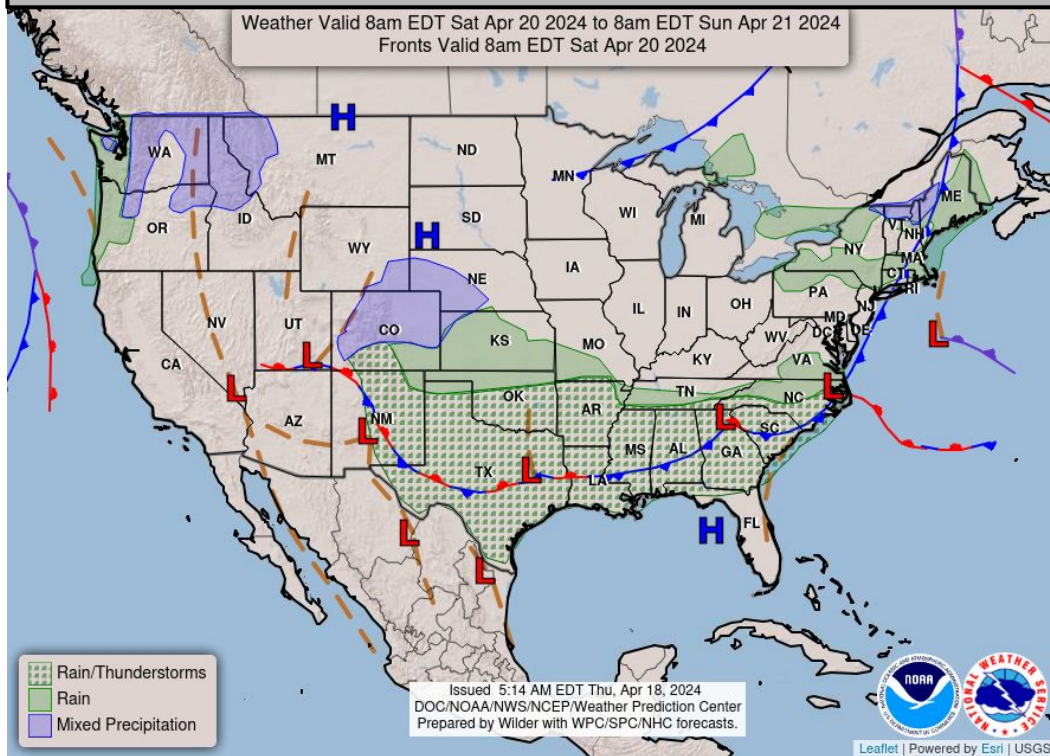 Weather Valid 8am EDT Sat Apr 20 2024 to 8am EDT Sun Apr 21 2024
Fronts Valid 8am EDT Sat Apr 20 2024
H
WA
MT
ND
MN
ME
OR
ID
SD
WI
MI
VT
NH
NY
MA
CT
RI
WY
H
IA
NE
PA
NJ
NV
UT
CO
IL
IN
OH
MD
DE
DC
L
CA
KS
MO
WV
VA
KY
L
L
AZ
NM
OK
AR
TN
NC
L
L
L
SC
TX
L
MS
AL
GA
LA
L
H
FL
L
Rain/Thunderstorms
Rain
Mixed Precipitation
Issued 5:14 AM EDT Thu, Apr 18, 2024
DOC/NOAA/NWS/NCEP/Weather Prediction Center
Prepared by Wilder with WPC/SPC/NHC forecasts.
NOAA
NATIONAL WEATHER SERVICE
Leaflet | Powered by Esri | USGS